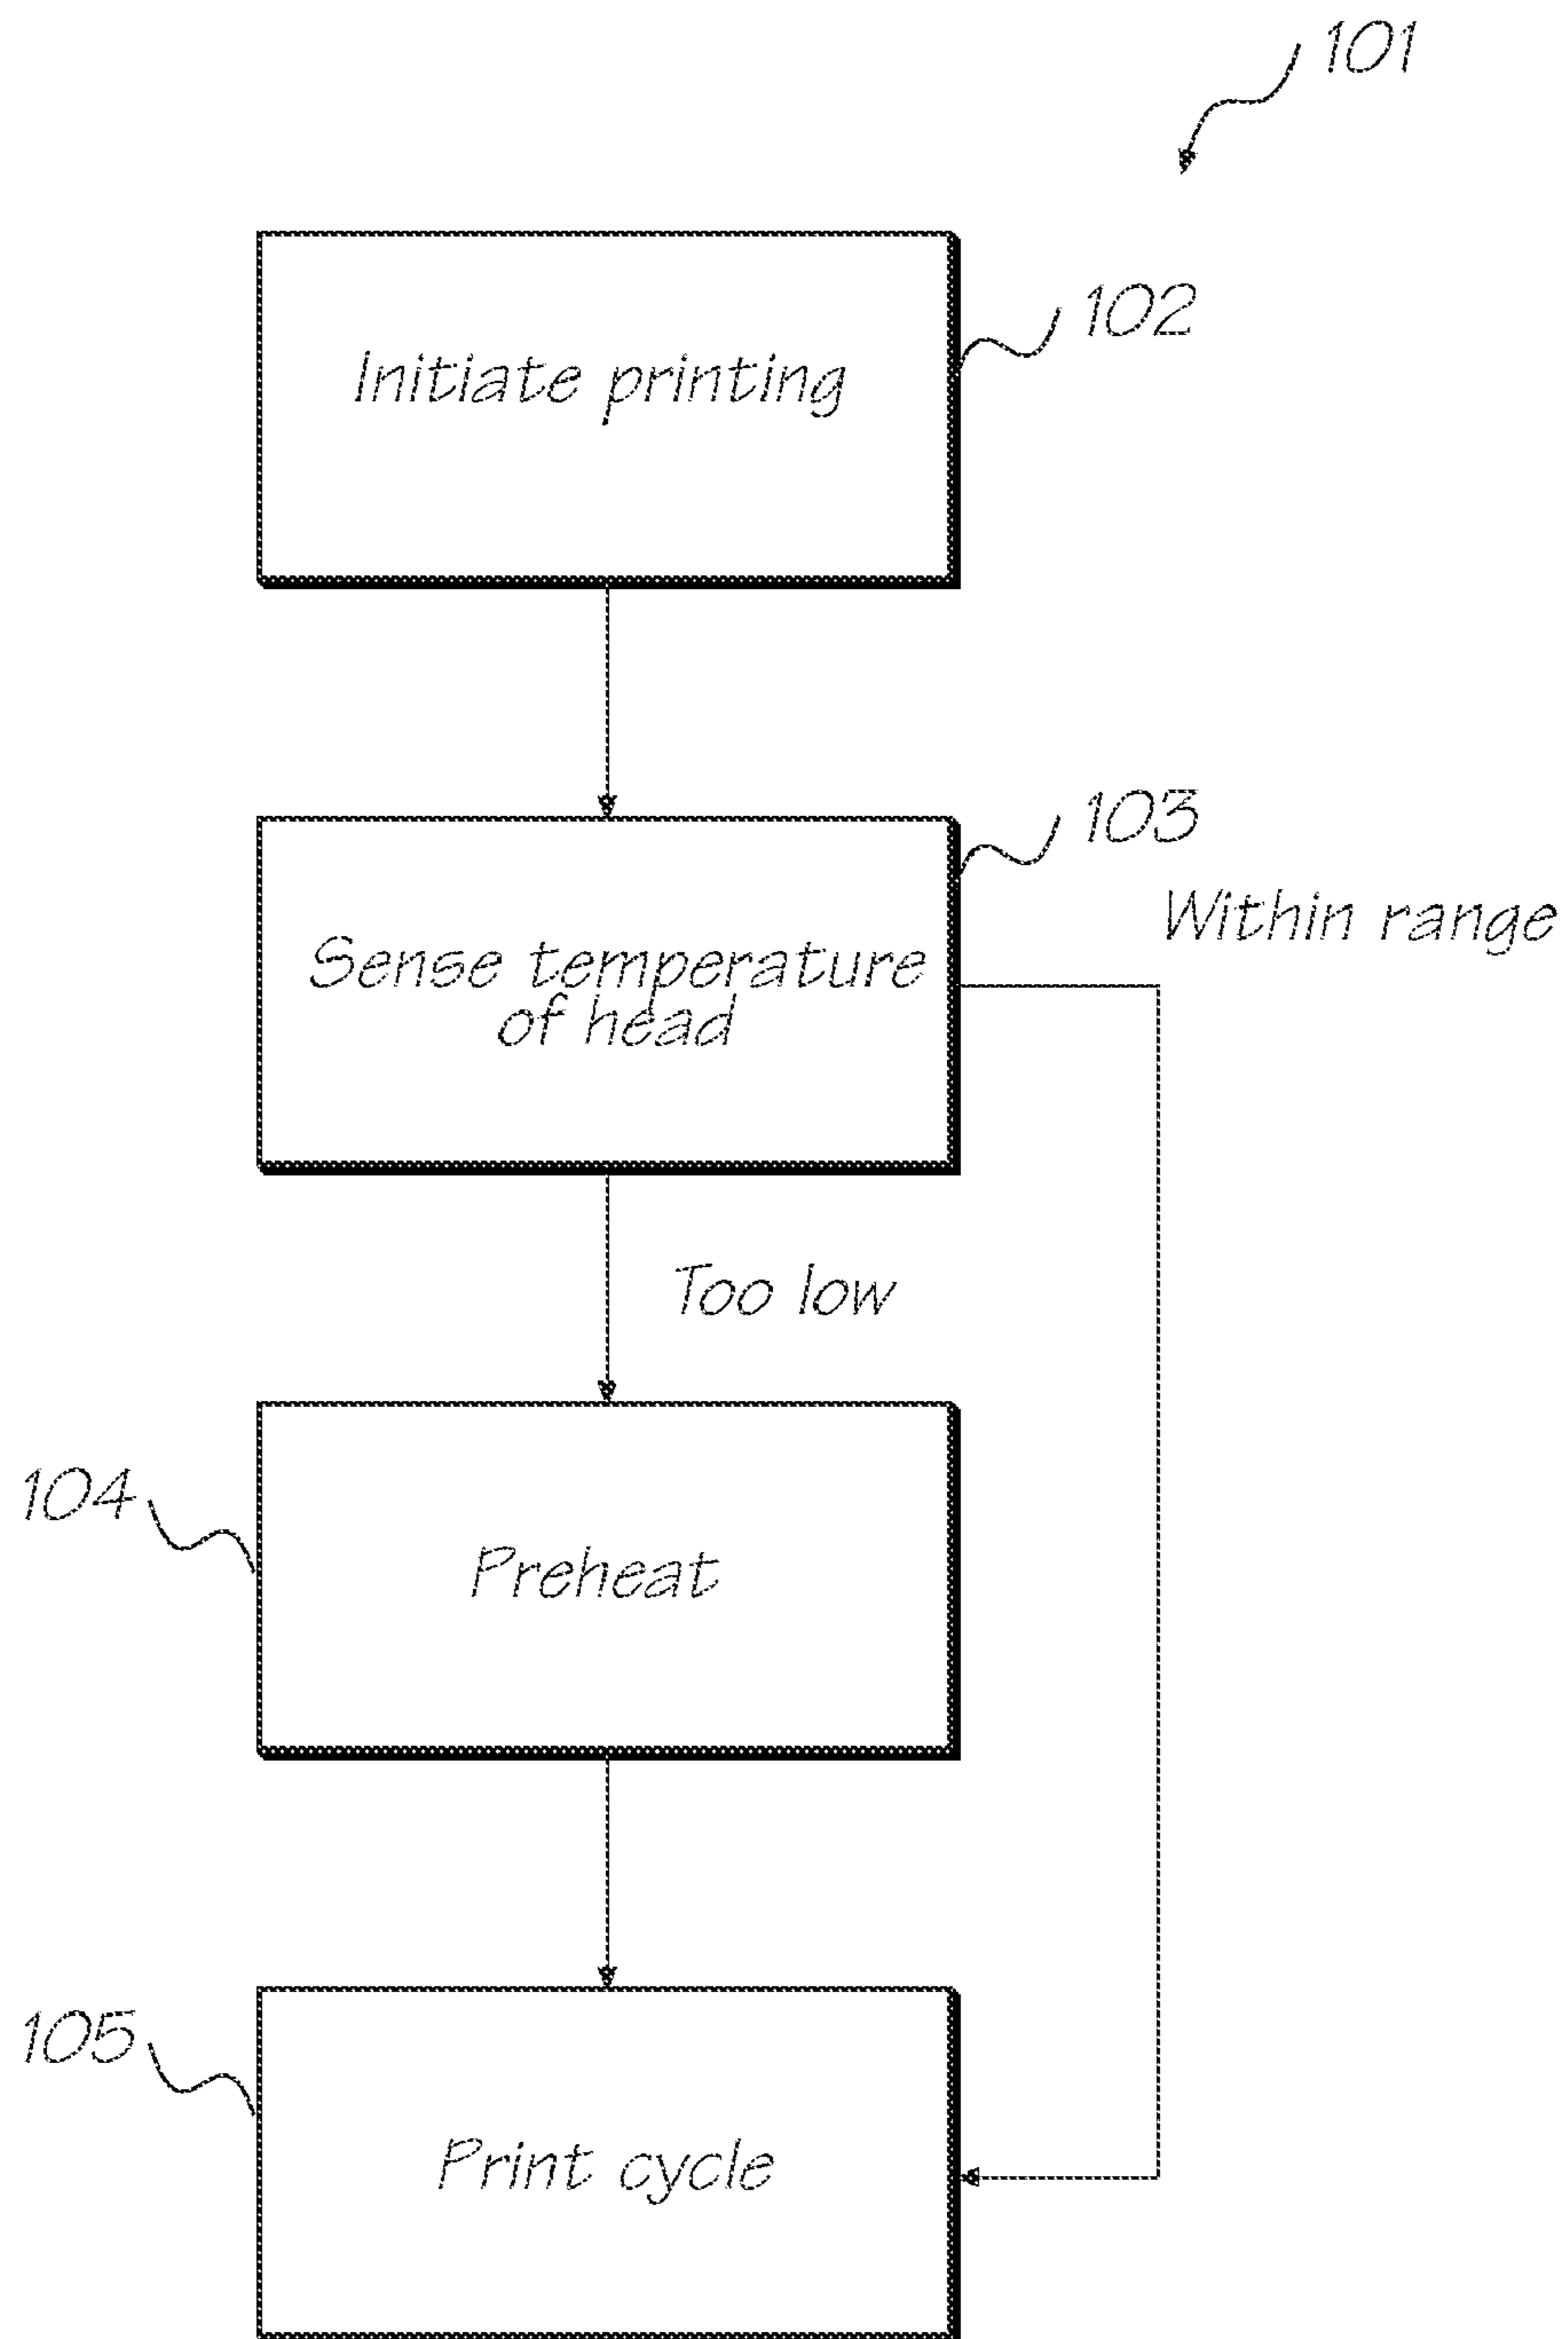 101
Initiate printing
102
103
Within range
Sense temperature
of head
Too low
104
Preheat
105
Print cycle